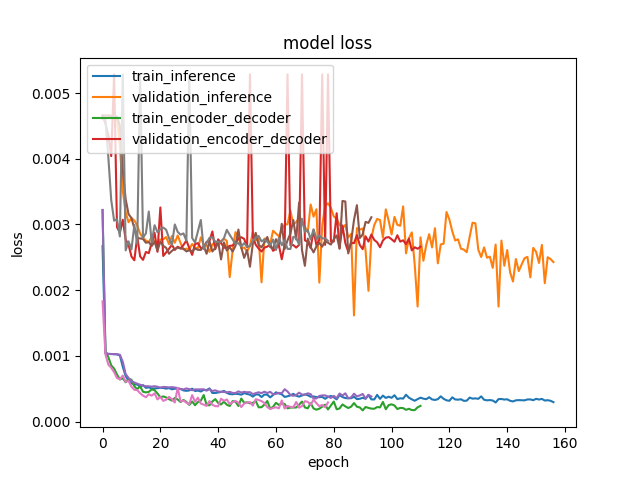 model loss
train_inference
validation_inference
train_encoder_decoder
validation_encoder_decoder
loss
0.005
0.004
0.003
0.002
0.001
0.000
0 20 40 60 80 100 120 140 160
epoch